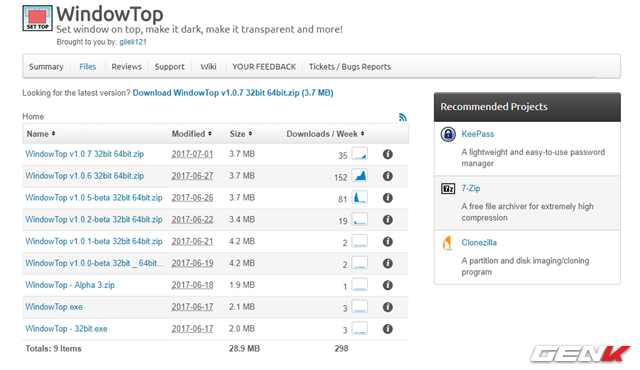 SET TOP
WindowTop
Set window on top, make it dark, make it transparent and more!
Brought to you by: gileli121
Summary Files Reviews Support Wiki YOUR FEEDBACK Tickets / Bugs Reports
Looking for the latest version? Download WindowTop v1.0.7 32bit 64bit.zip (3.7 MB)
Home
Name Modified Size Downloads / Week
WindowTop v1.0.7 32bit 64bit.zip 2017-07-01 3.7 MB 35
WindowTop v1.0.6 32bit 64bit.zip 2017-06-27 3.7 MB 152
WindowTop v1.0.5-beta 32bit 64bit.zip 2017-06-26 3.7 MB 81
WindowTop v1.0.2-beta 32bit 64bit.zip 2017-06-22 3.4 MB 19
WindowTop v1.0.1-beta 32bit 64bit.zip 2017-06-21 4.2 MB 2
WindowTop v1.0.0-beta 32bit _ 64bit... 2017-06-19 4.2 MB 2
WindowTop - Alpha 3.zip 2017-06-18 1.9 MB 1
WindowTop.exe 2017-06-17 2.1 MB 3
WindowTop - 32bit.exe 2017-06-17 2.0 MB 3
Totals: 9 Items 28.9 MB 298
Recommended Projects
KeePass
A lightweight and easy-to-use password
manager
7z
7-Zip
A free file archiver for extremely high
compression
Clonezilla
A partition and disk imaging/cloning
program
GENK